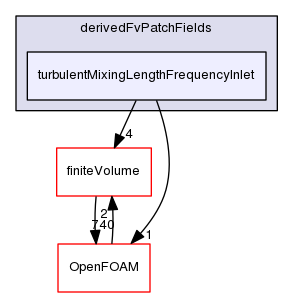 derivedFvPatchFields
turbulentMixingLengthFrequencyInlet
4
finiteVolume
2
740
1
OpenFOAM